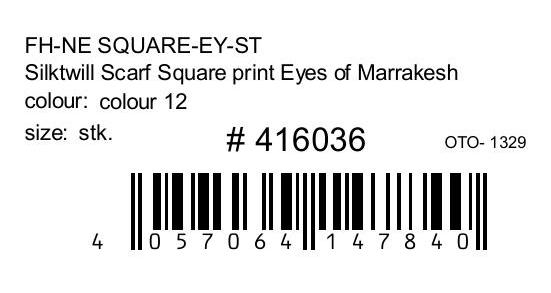 FH-NE SQUARE-EY-ST
Silktwill Scarf Square print Eyes of Marrakesh
colour: colour 12
size: stk.
# 416036
OTO- 1329
4 057064 147840